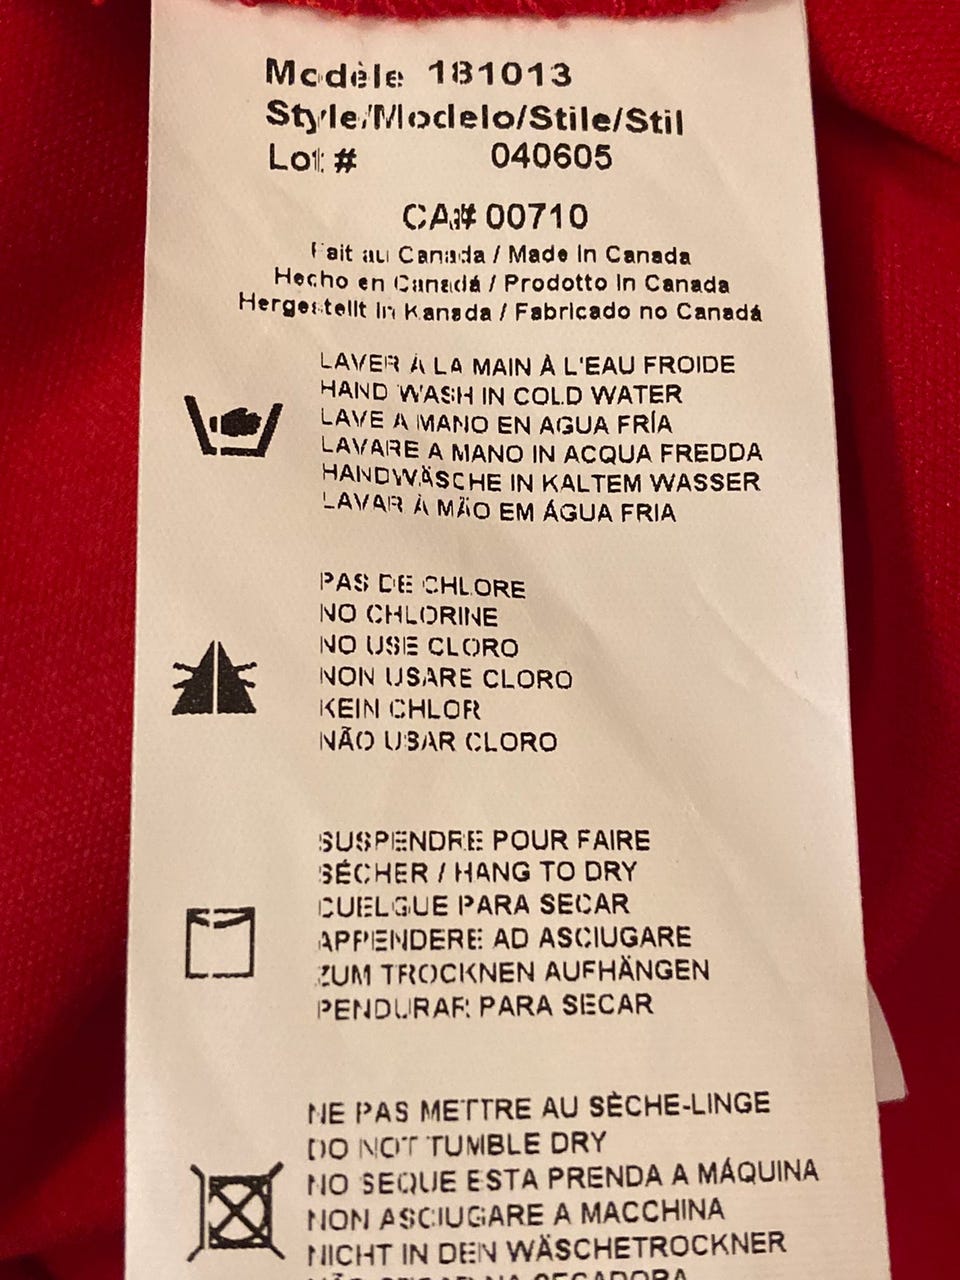 Modèle 181013
Style/Modelo/Stile/Stil
Lot # 040605
CA# 00710
Fait au Canada / Made In Canada
Hecho en Canadá / Prodotto In Canada
Hergestellt In Kanada / Fabricado no Canadá
LAVER À LA MAIN À L'EAU FROIDE
HAND WASH IN COLD WATER
LAVE A MANO EN AGUA FRÍA
LAVARE A MANO IN ACQUA FREDDA
HANDWÄSCHE IN KALTEM WASSER
LAVAR À MÃO EM ÁGUA FRIA
PAS DE CHLORE
NO CHLORINE
NO USE CLORO
NON USARE CLORO
KEIN CHLOR
NÃO USAR CLORO
SUSPENDRE POUR FAIRE
SÉCHER / HANG TO DRY
CUELGUE PARA SECAR
APPENDERE AD ASCIUGARE
ZUM TROCKNEN AUFHÄNGEN
PENDURAR PARA SECAR
NE PAS METTRE AU SÈCHE-LINGE
DO NOT TUMBLE DRY
NO SEQUE ESTA PRENDA A MÁQUINA
NON ASCIUGARE A MACCHINA
NICHT IN DEN WÄSCHETROCKNER
NÃO SECAR NA SECADORA